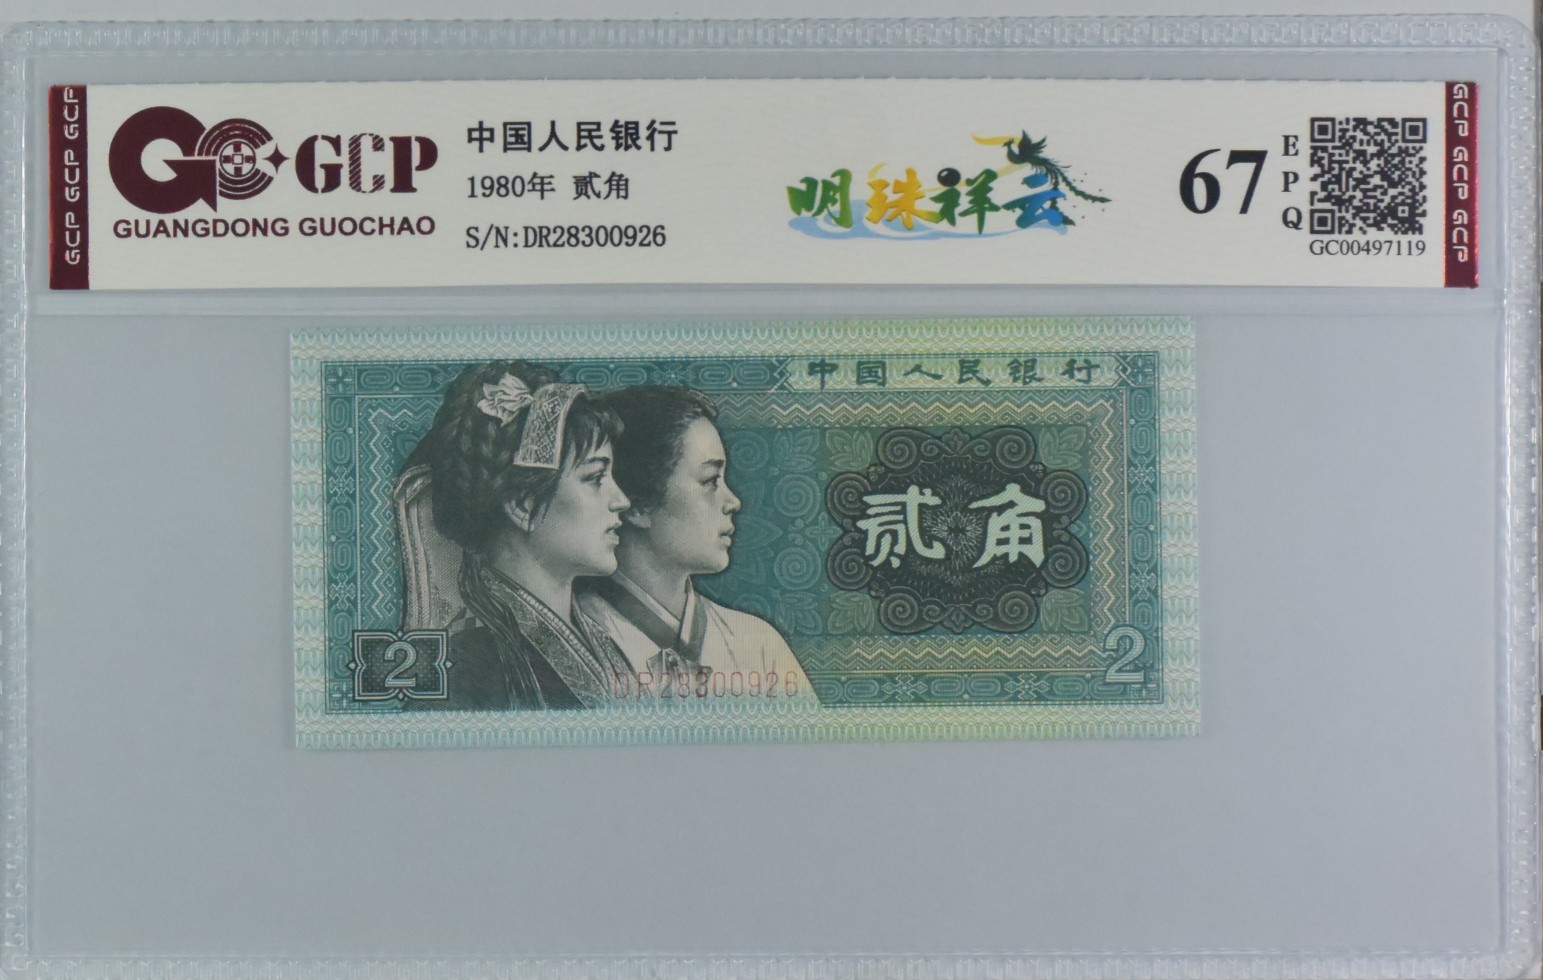 GCP GCP GCP
GC GCP
GUANGDONG GUOCHAO
中国人民银行
1980年 贰角
S/N:DR28300926
明珠祥云
67
EPQ
GC00497119
GCP GCP GCP
中国人民银行
贰角
2
2
DR28300926